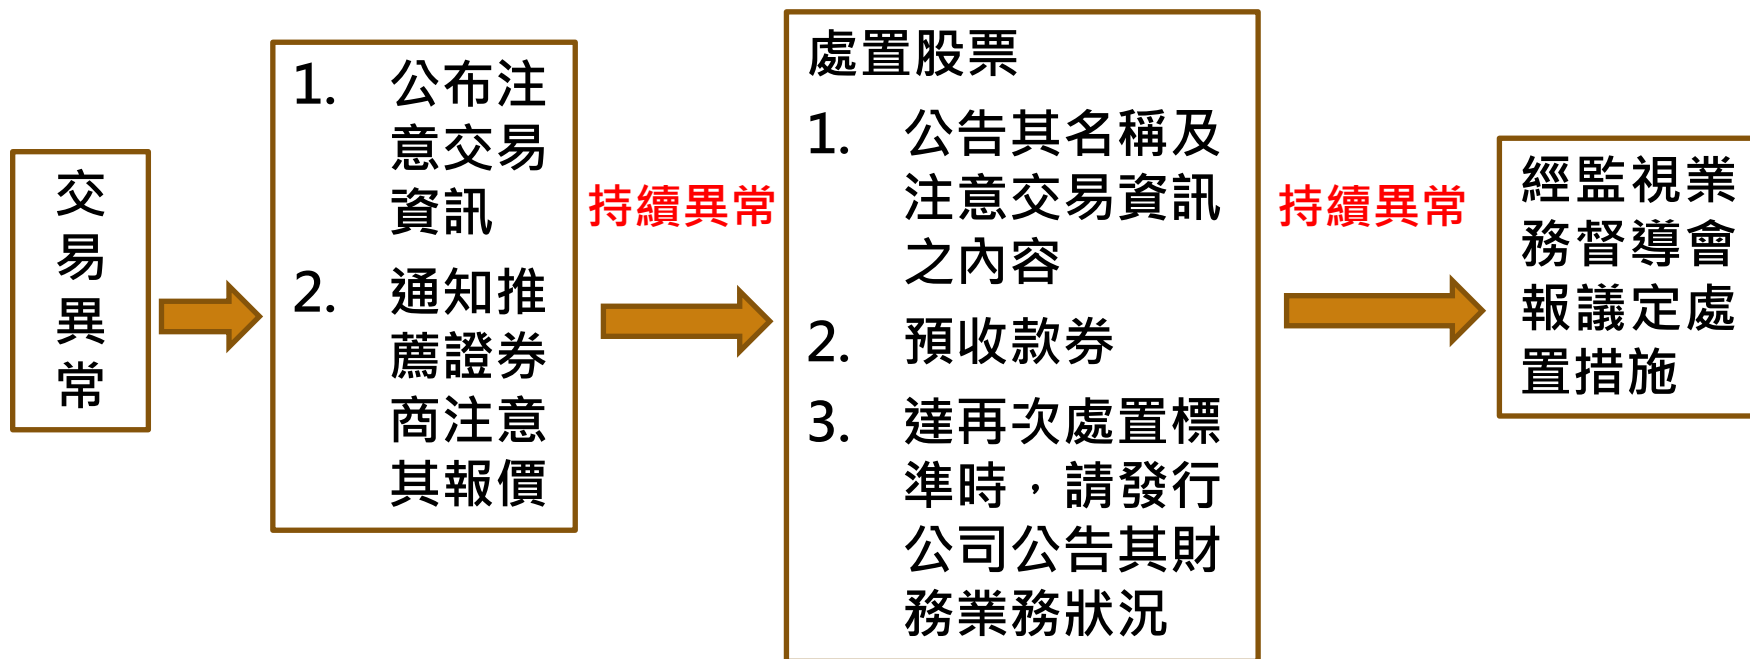 交
易
異
常
1. 公布注
意交易
資訊
2. 通知推
薦證券
商注意
其報價
持續異常
處置股票
1. 公告其名稱及
注意交易資訊
之內容
2. 預收款券
3. 達再次處置標
準時，請發行
公司公告其財
務業務狀況
持續異常
經監視業
務督導會
報議定處
置措施